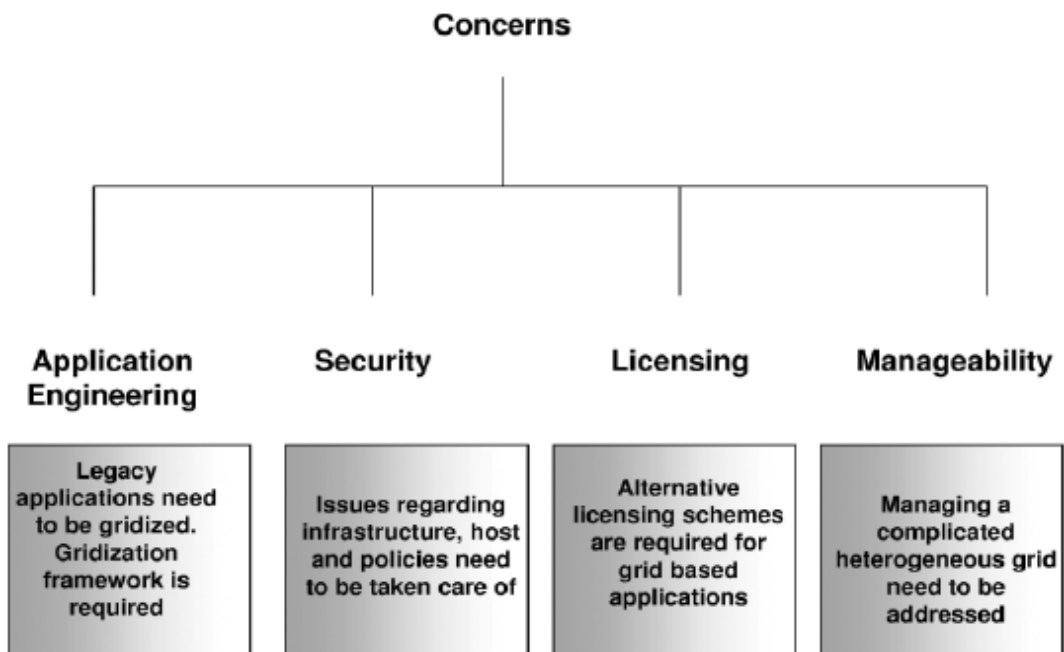 Concerns
Application
Engineering
Security
Licensing
Manageability
Legacy
applications need
to be gridized.
Gridization
framework is
required
Issues regarding
infrastructure, host
and policies need
to be taken care of
Alternative
licensing schemes
are required for
grid based
applications
Managing a
complicated
heterogeneous grid
need to be
addressed